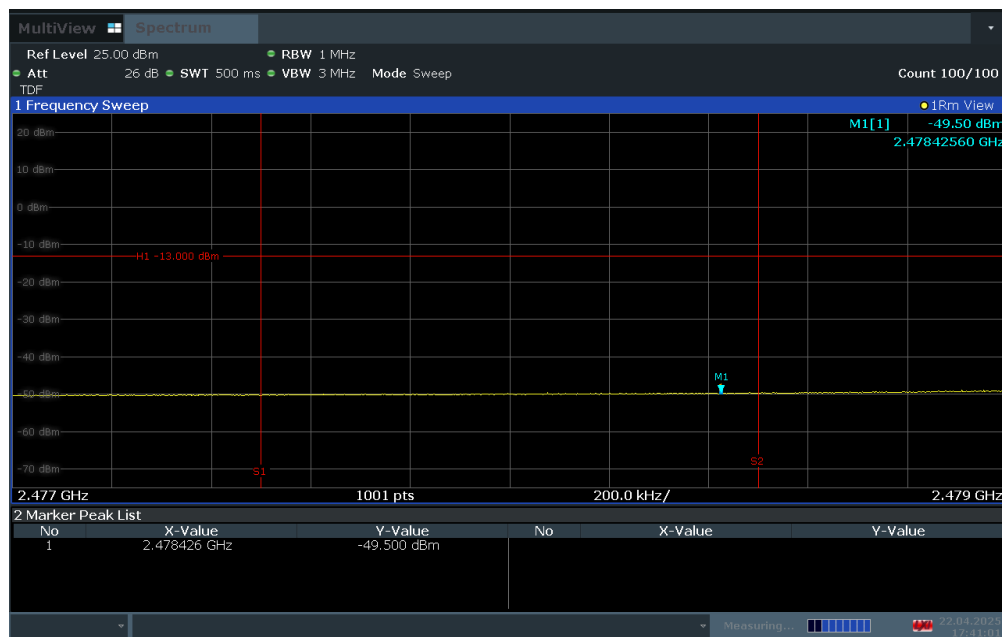 MultiView Spectrum
Ref Level 25.00 dBm RBW 1 MHz
Att 26 dB SWT 500 ms VBW 3 MHz Mode Sweep Count 100/100
TDF
1 Frequency Sweep 1Rm View
M1[1] -49.50 dBm
20 dBm
2.47842560 GHz
10 dBm
0 dBm
-10 dBm
H1 -13.000 dBm
-20 dBm
-30 dBm
-40 dBm
M1
-50 dBm
-60 dBm
-70 dBm
S1 S2
2.477 GHz 1001 pts 200.0 kHz/ 2.479 GHz
2 Marker Peak List
No X-Value Y-Value No X-Value Y-Value
1 2.478426 GHz -49.500 dBm
Measuring... 22.04.2025
17:41:01